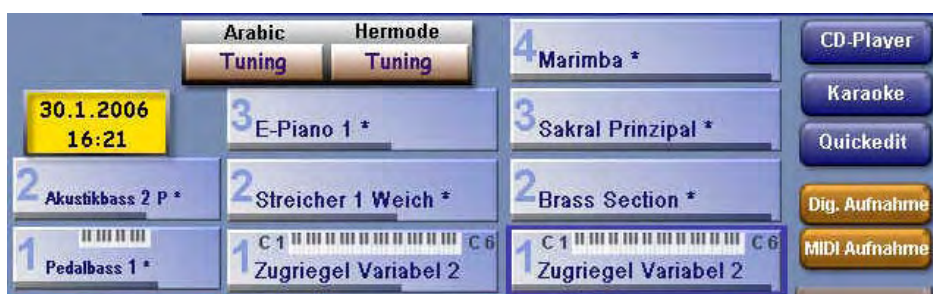 Arabic Tuning
Hermode Tuning
4 Marimba *
CD-Player
Karaoke
30.1.2006
16:21
3 E-Piano 1 *
3 Sakral Prinzipal *
Quickedit
2 Akustikbass 2 P *
2 Streicher 1 Weich *
2 Brass Section *
Dig. Aufnahme
1 Pedalbass 1 *
C 1 C 6
1 Zugriegel Variabel 2
C 1 C 6
1 Zugriegel Variabel 2
MIDI Aufnahme